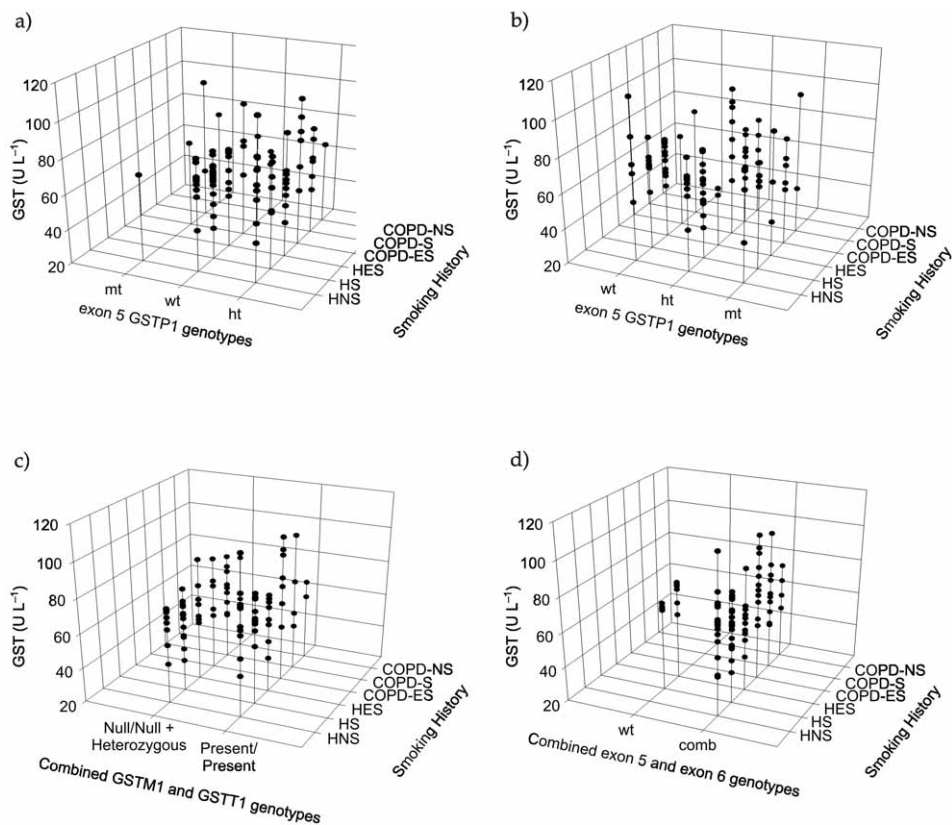 a)
120
100
80
60
40
20
GST (U L⁻¹)
mt
wt
ht
exon 5 GSTP1 genotypes
COPD-NS
COPD-S
COPD-ES
HES
HS
HNS
Smoking History
b)
120
100
80
60
40
20
GST (U L⁻¹)
wt
ht
mt
exon 5 GSTP1 genotypes
COPD-NS
COPD-S
COPD-ES
HES
HS
HNS
Smoking History
c)
120
100
80
60
40
20
GST (U L⁻¹)
Null/Null +
Heterozygous
Present/
Present
Combined GSTM1 and GSTT1 genotypes
COPD-NS
COPD-S
COPD-ES
HES
HS
HNS
Smoking History
d)
120
100
80
60
40
20
GST (U L⁻¹)
wt
comb
Combined exon 5 and exon 6 genotypes
COPD-NS
COPD-S
COPD-ES
HES
HS
HNS
Smoking History